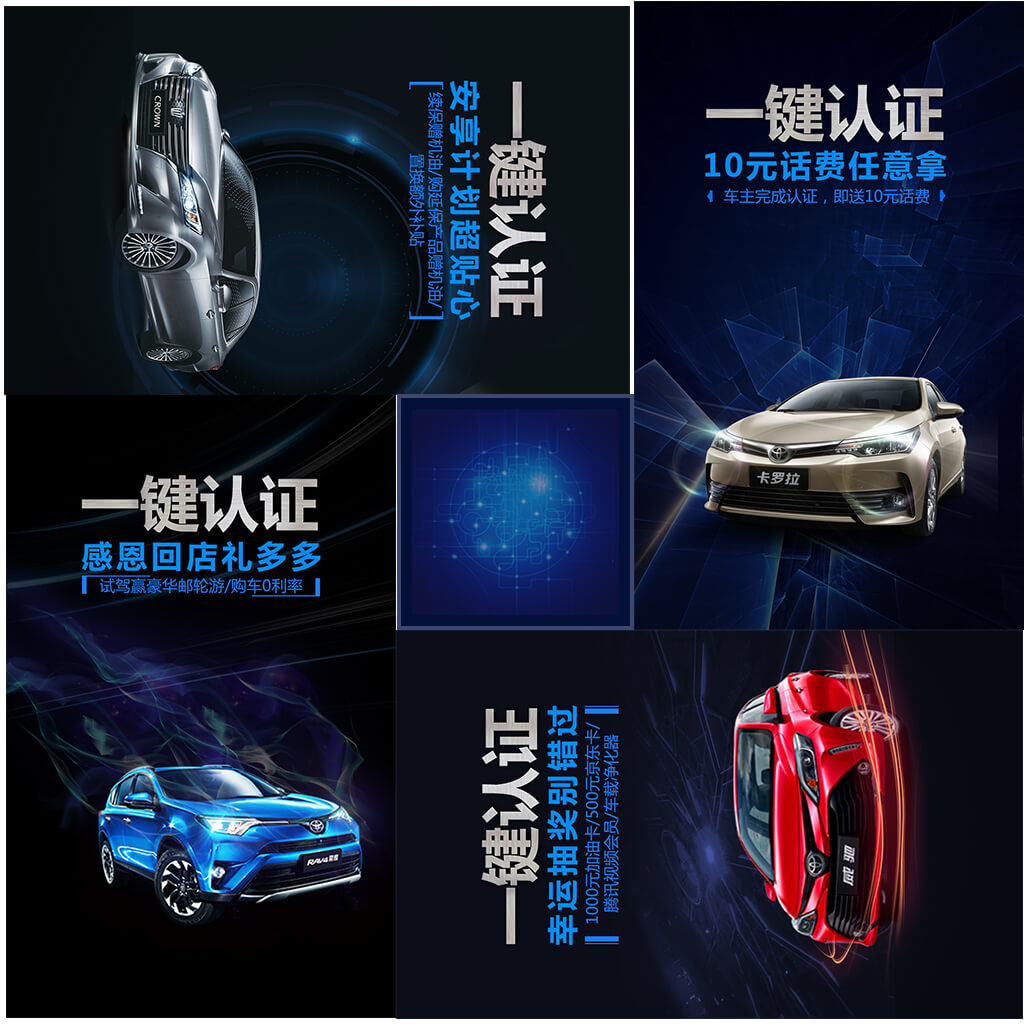 一键认证
安享计划超贴心
续保赠机油/购延保产品赠机油/
置换额外补贴
CROWN
一键认证
10元话费任意拿
车主完成认证，即送10元话费
卡罗拉
一键认证
感恩回店礼多多
试驾赢豪华邮轮游/购车0利率
RAV4荣放
一键认证
幸运抽奖别错过
1000元加油卡/500元京东卡/
腾讯视频会员/车载净化器
威驰